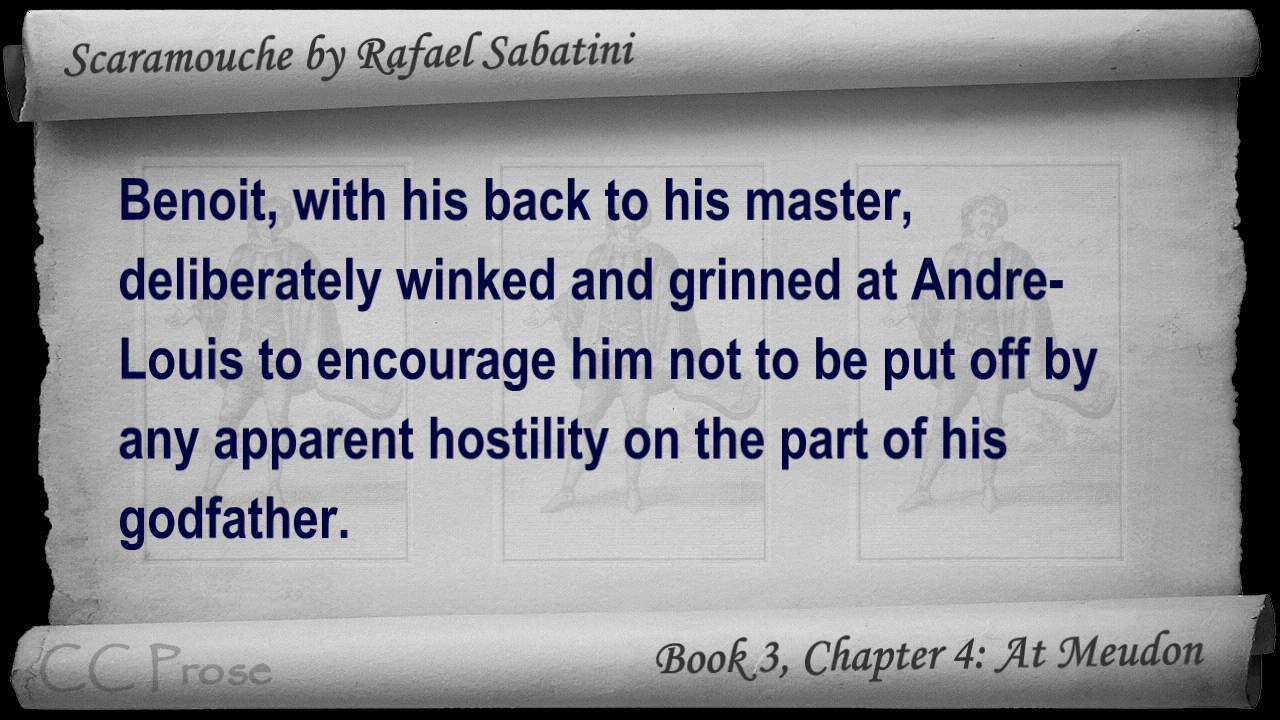 Scaramouche by Rafael Sabatini
Benoit, with his back to his master,
deliberately winked and grinned at Andre-
Louis to encourage him not to be put off by
any apparent hostility on the part of his
godfather.
CC Prose
Book 3, Chapter 4: At Meudon